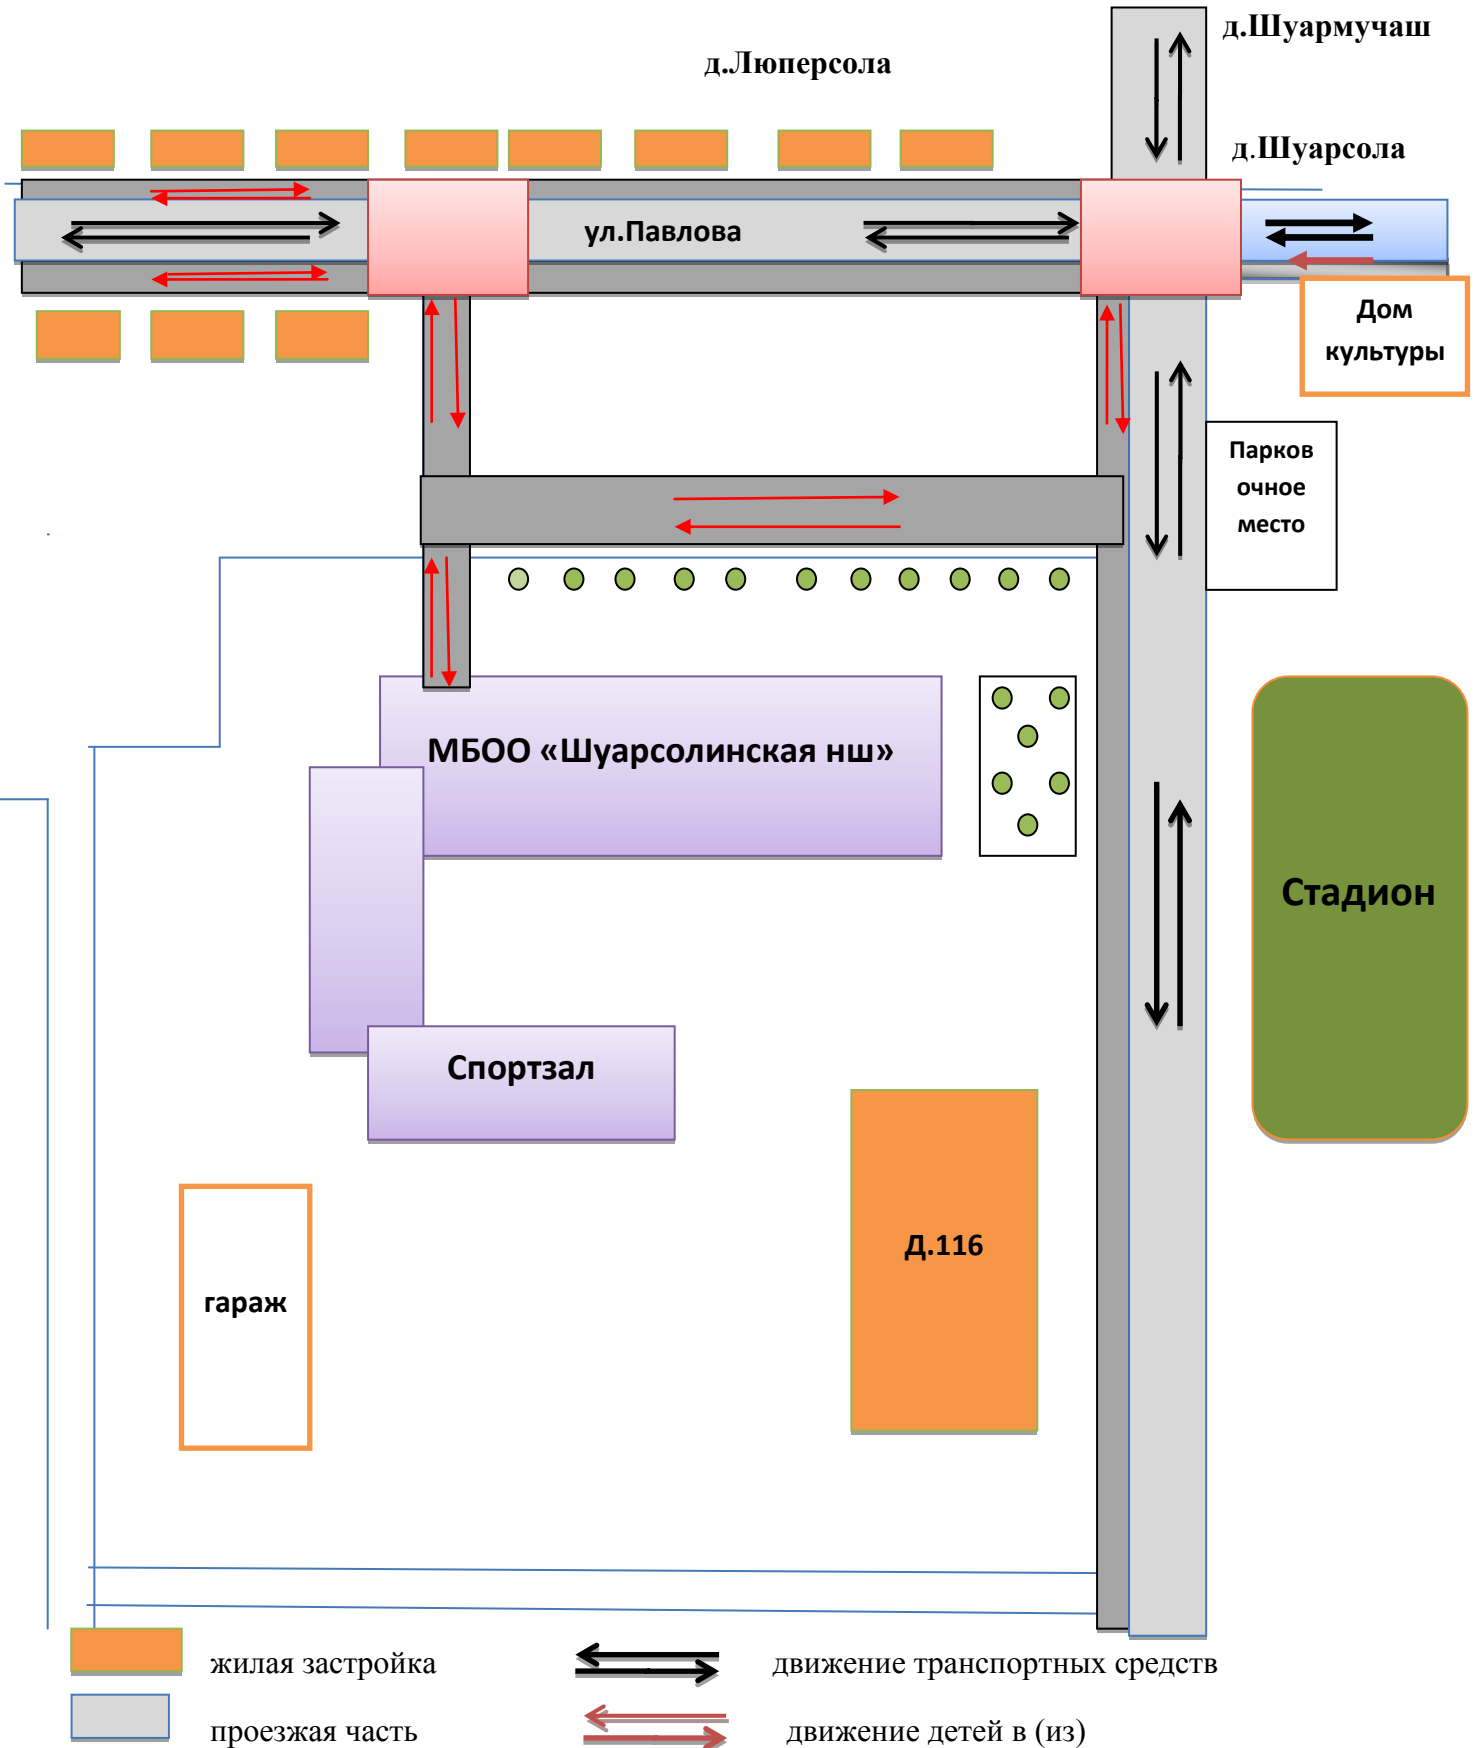 д.Шуармучаш
д.Люперсола
д.Шуарсола
ул.Павлова
Дом
культуры
Парков
очное
место
МБОО «Шуарсолинская нш»
Стадион
Спортзал
Д.116
гараж
жилая застройка
движение транспортных средств
проезжая часть
движение детей в (из)